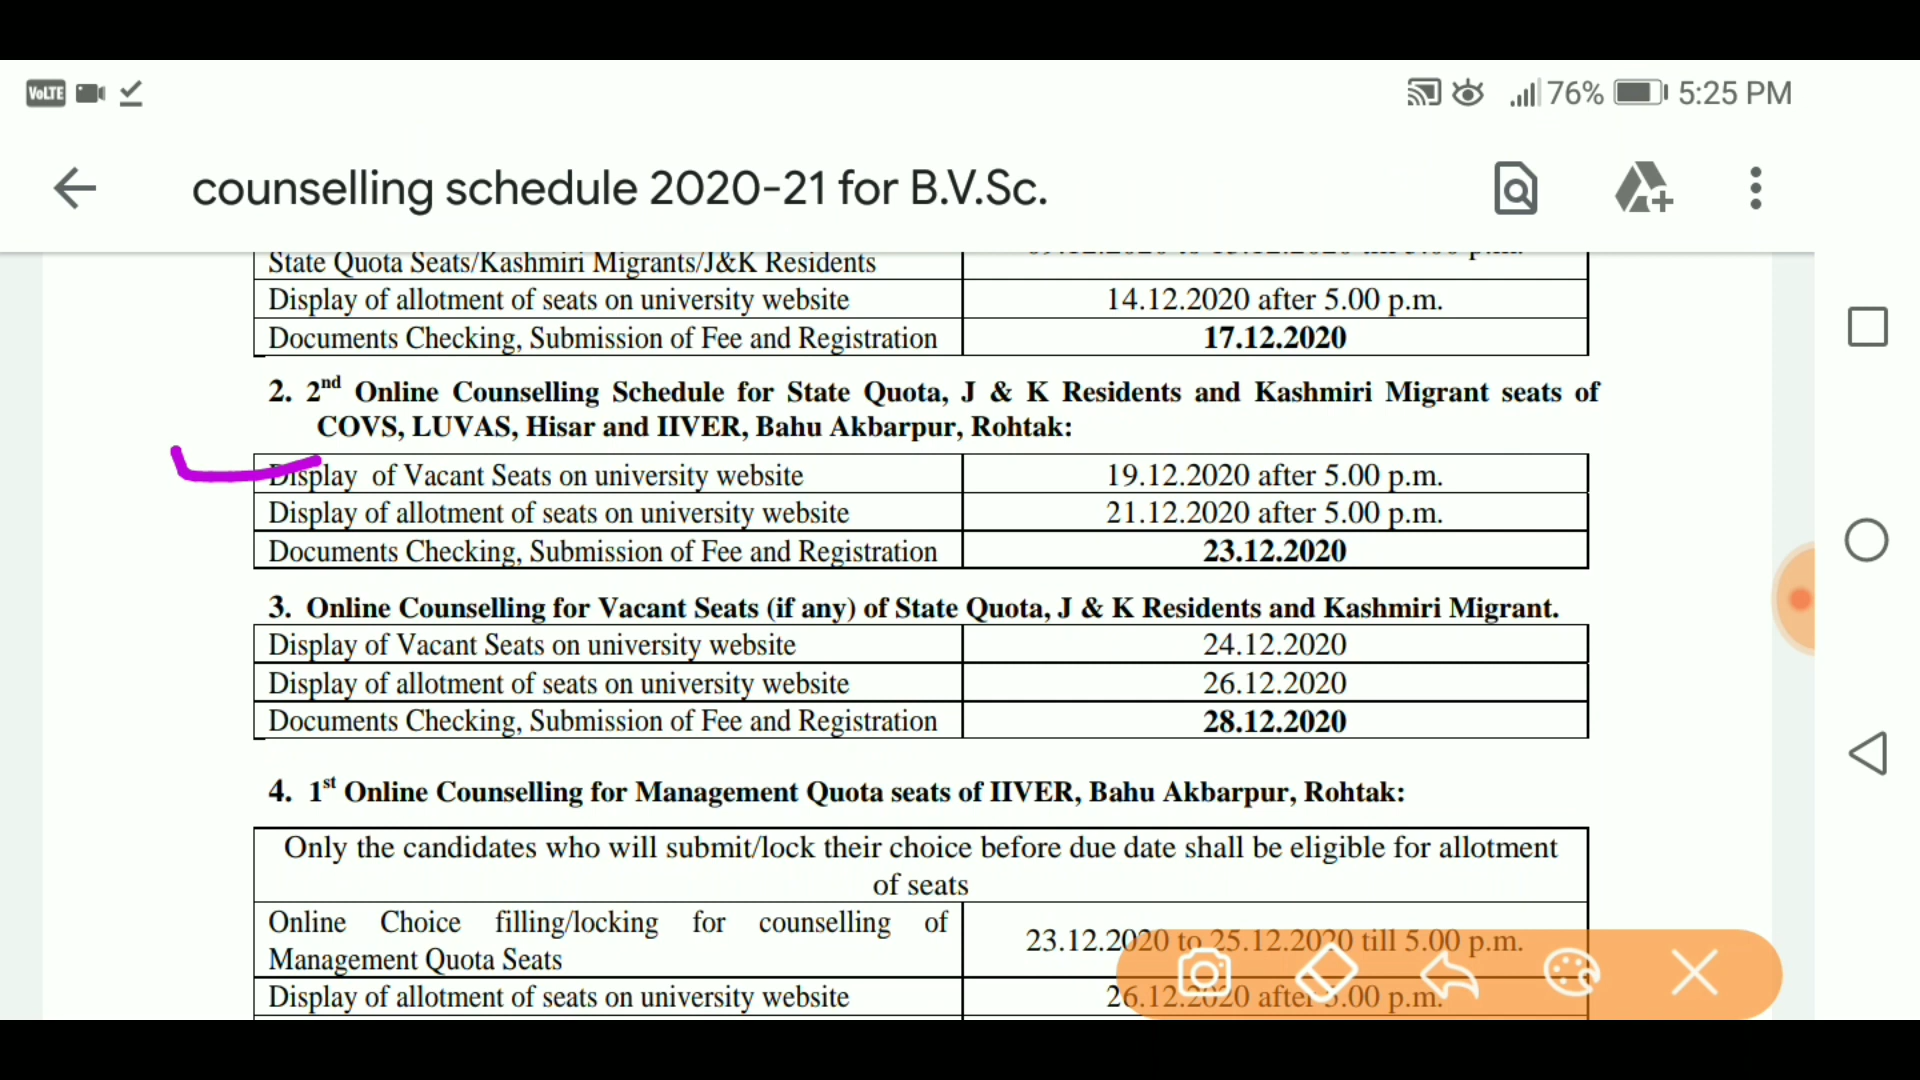 VoLTE
76% 5:25 PM
counselling schedule 2020-21 for B.V.Sc.
State Quota Seats/Kashmiri Migrants/J&K Residents
Display of allotment of seats on university website 14.12.2020 after 5.00 p.m.
Documents Checking, Submission of Fee and Registration 17.12.2020
2. 2nd Online Counselling Schedule for State Quota, J & K Residents and Kashmiri Migrant seats of
COVS, LUVAS, Hisar and IIVER, Bahu Akbarpur, Rohtak:
Display of Vacant Seats on university website 19.12.2020 after 5.00 p.m.
Display of allotment of seats on university website 21.12.2020 after 5.00 p.m.
Documents Checking, Submission of Fee and Registration 23.12.2020
3. Online Counselling for Vacant Seats (if any) of State Quota, J & K Residents and Kashmiri Migrant.
Display of Vacant Seats on university website 24.12.2020
Display of allotment of seats on university website 26.12.2020
Documents Checking, Submission of Fee and Registration 28.12.2020
4. 1st Online Counselling for Management Quota seats of IIVER, Bahu Akbarpur, Rohtak:
Only the candidates who will submit/lock their choice before due date shall be eligible for allotment
of seats
Online Choice filling/locking for counselling of
Management Quota Seats
23.12.2020 to 25.12.2020 till 5.00 p.m.
Display of allotment of seats on university website 26.12.2020 after 5.00 p.m.